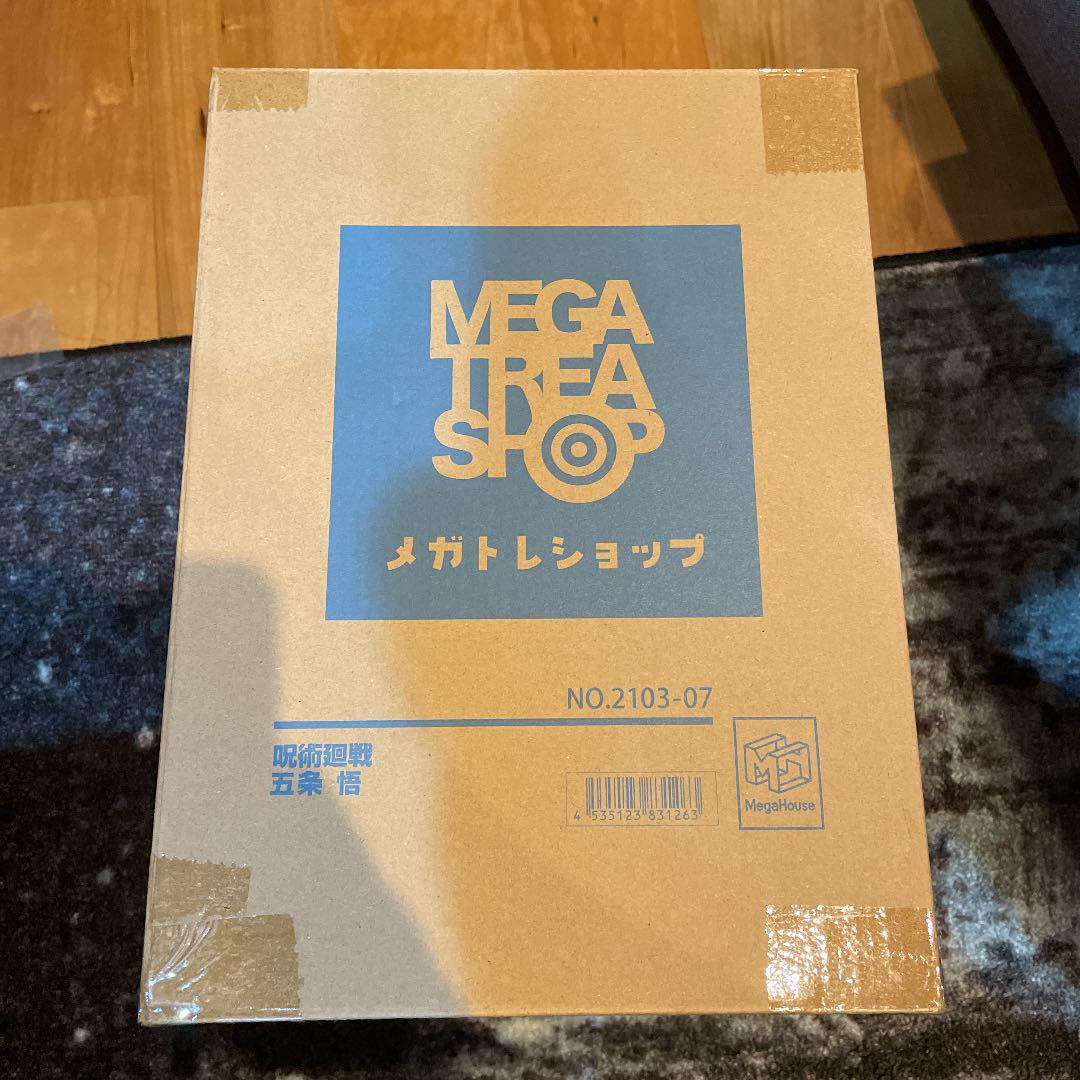 MEGA
TREA
SHOP
メガトレショップ
NO.2103-07
呪術廻戦
五条 悟
4 535123 831263
MegaHouse